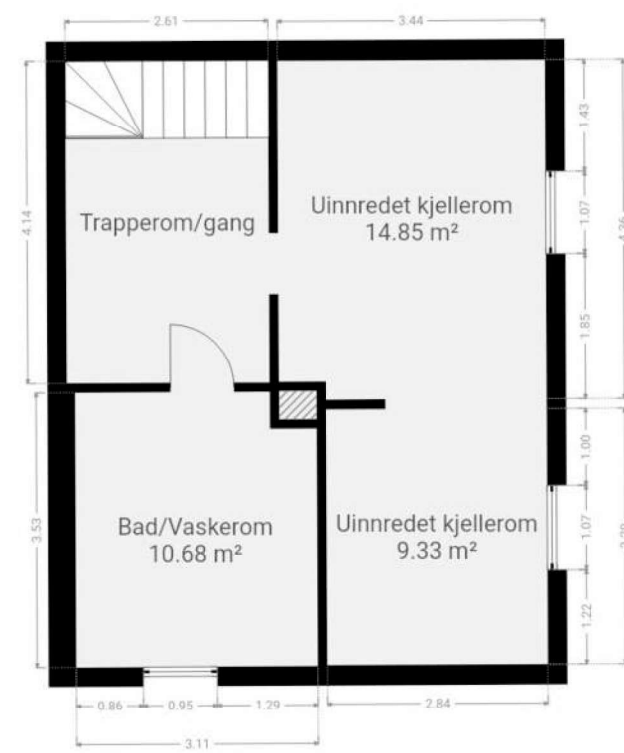 2.61
3.44
1.43
4.14
Trapperom/gang
Uinnredet kjellerom
14.85 m²
1.07
1.85
1.00
3.53
Bad/Vaskerom
10.68 m²
Uinnredet kjellerom
9.33 m²
1.07
1.22
0.86
0.95
1.29
2.84
3.11